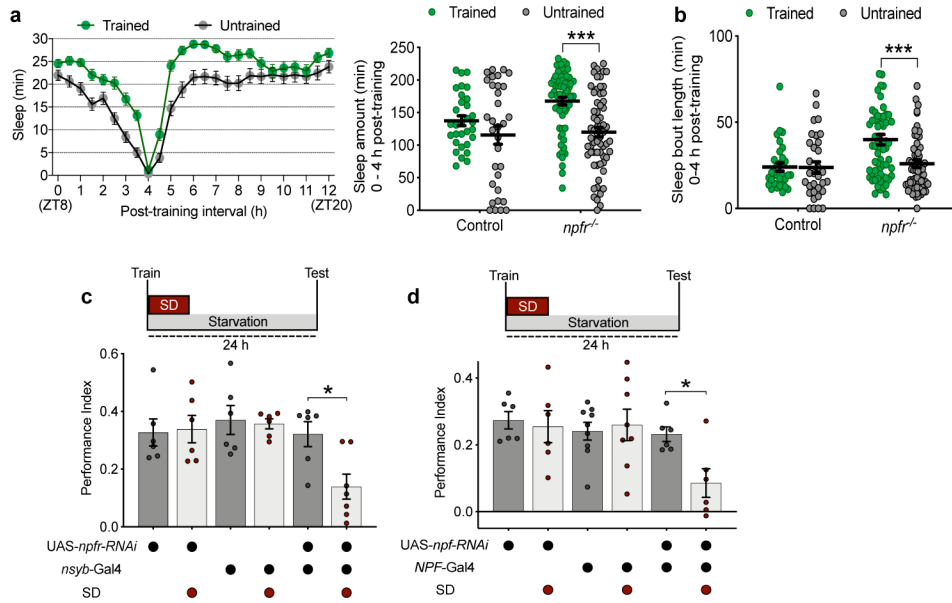 a
Trained
Untrained
Sleep (min)
30
25
20
15
10
5
0
0 1 2 3 4 5 6 7 8 9 10 11 12
(ZT8) Post-training interval (h) (ZT20)
Trained
Untrained
Sleep amount (min)
0 - 4 h post-training
250
200
150
100
50
0
***
Control
npfr-/-
b
Trained
Untrained
Sleep bout length (min)
0-4 h post-training
100
50
0
***
Control
npfr-/-
c
Train
Test
SD
Starvation
24 h
Performance Index
0.6
0.4
0.2
0.0
*
UAS-npfr-RNAi
nsyb-Gal4
SD
d
Train
Test
SD
Starvation
24 h
Performance Index
0.4
0.2
0.0
*
UAS-npf-RNAi
NPF-Gal4
SD